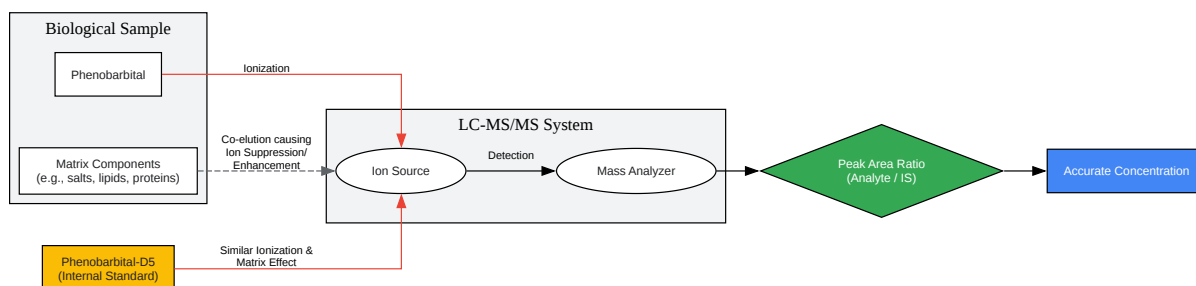 Biological Sample
Phenobarbital
Ionization
Matrix Components
(e.g., salts, lipids, proteins)
Co-elution causing
Ion Suppression/
Enhancement
LC-MS/MS System
Ion Source
Detection
Mass Analyzer
Peak Area Ratio
(Analyte / IS)
Accurate Concentration
Phenobarbital-D5
(Internal Standard)
Similar Ionization &
Matrix Effect